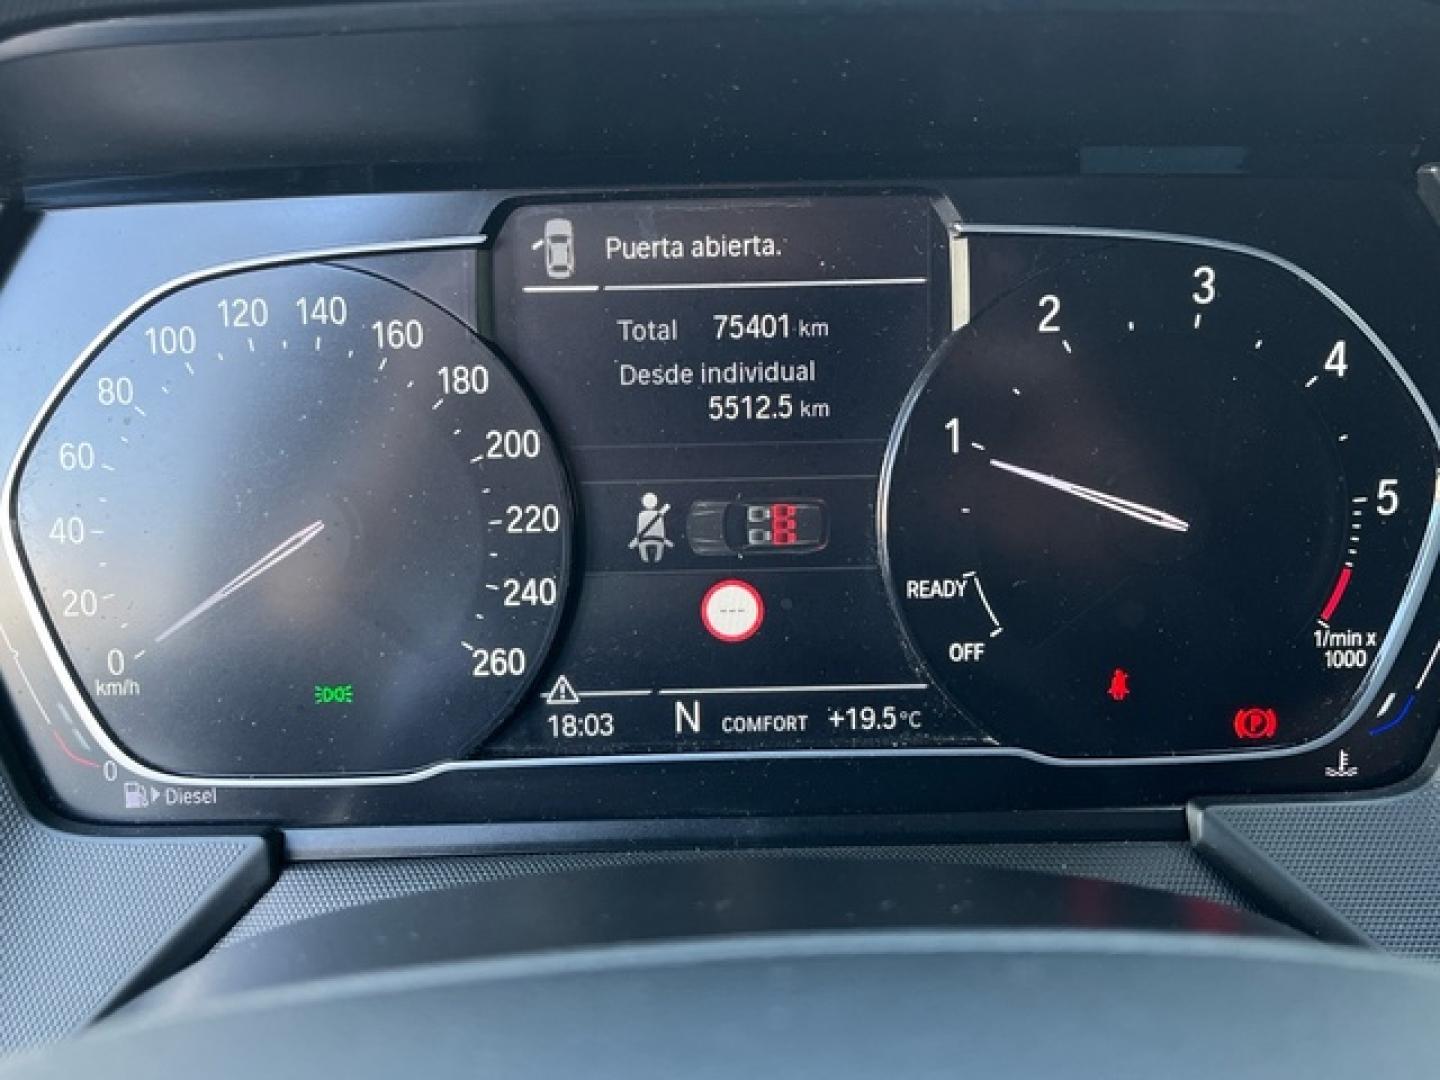 Puerta abierta.
Total 75401 km
Desde individual
5512.5 km
0
20
40
60
80
100
120
140
160
180
200
220
240
260
km/h
1
2
3
4
5
1/min x
1000
READY
OFF
---
18:03 N COMFORT +19.5°C
P
0
Diesel